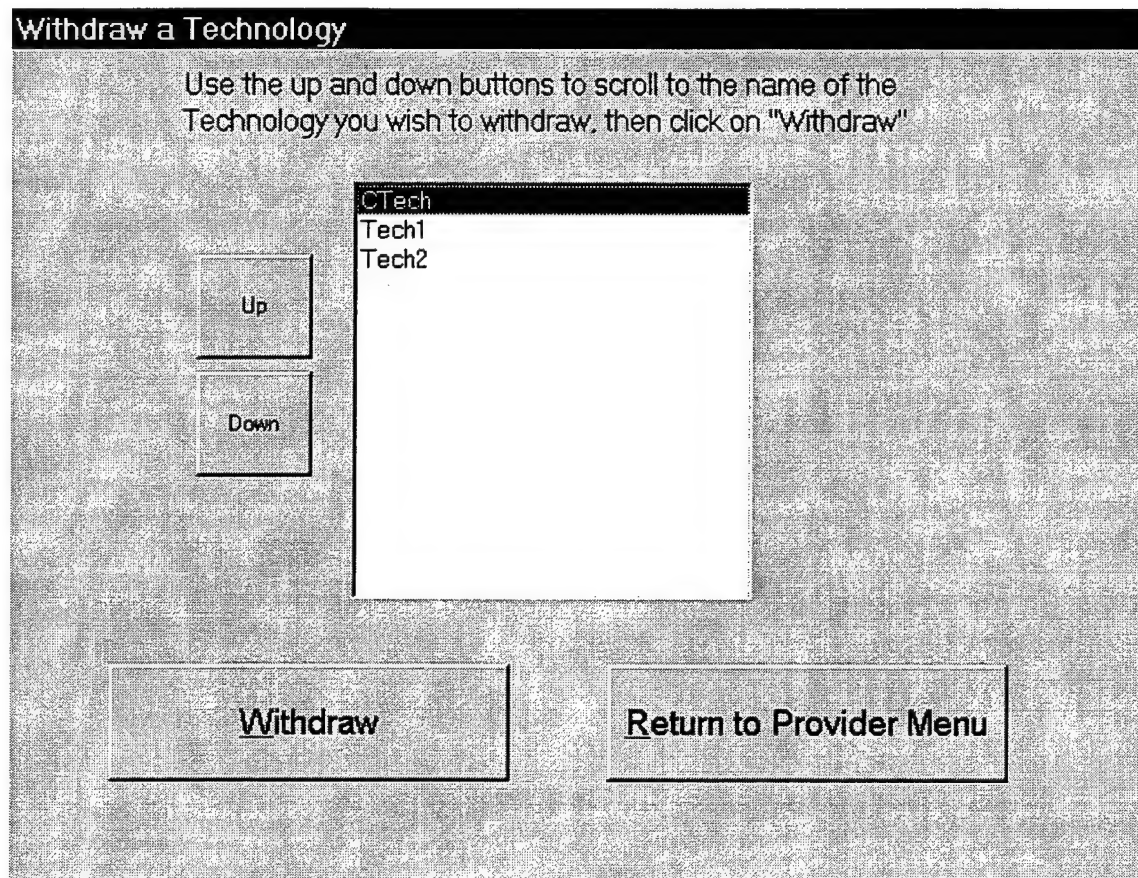 Withdraw a Technology
Use the up and down buttons to scroll to the name of the
Technology you wish to withdraw, then click on "Withdraw"
CTech
Tech1
Tech2
Up
Down
Withdraw
Return to Provider Menu